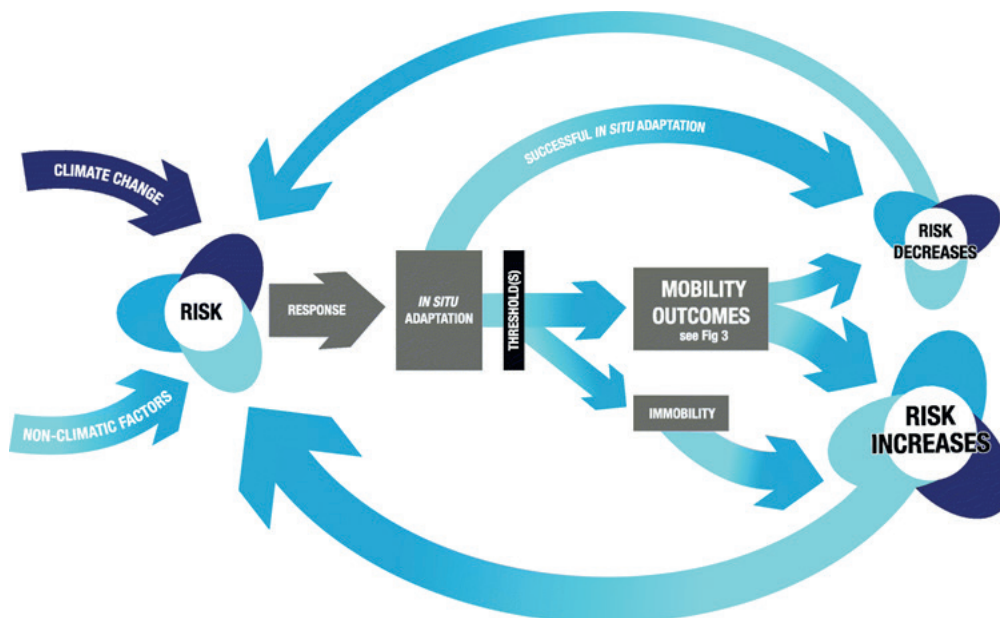 CLIMATE CHANGE
SUCCESSFUL IN SITU ADAPTATION
RISK
DECREASES
RISK
RESPONSE
IN SITU
ADAPTATION
THRESHOLD(S)
MOBILITY
OUTCOMES
see Fig 3
NON-CLIMATIC FACTORS
IMMOBILITY
RISK
INCREASES